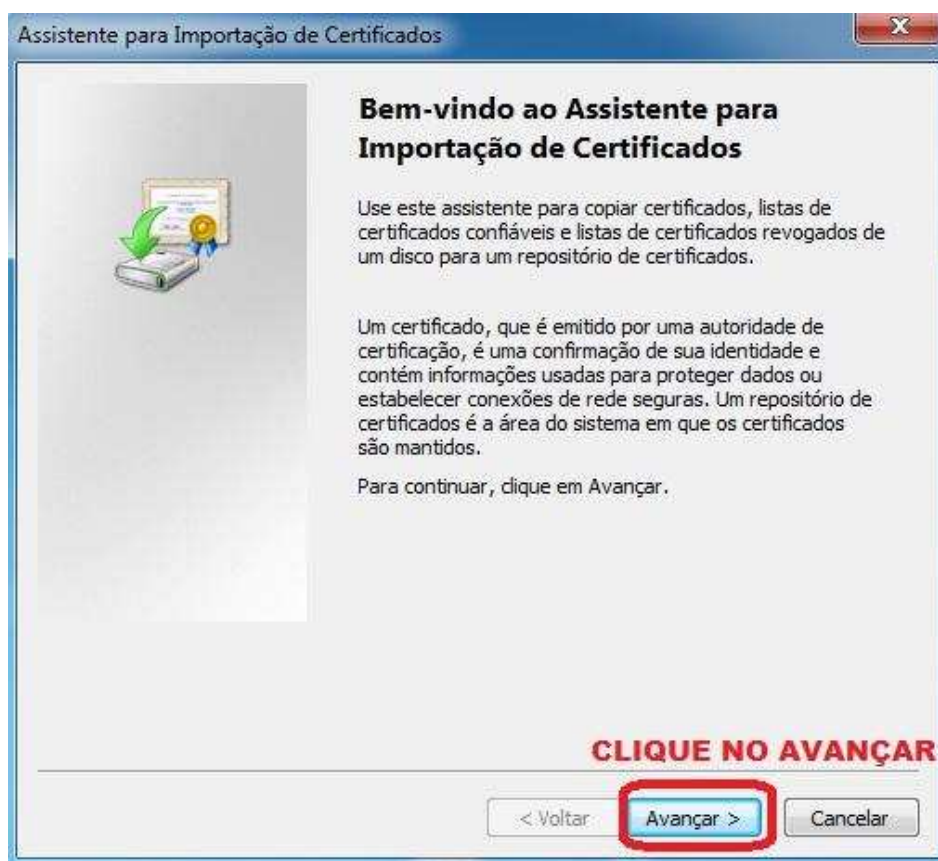 Assistente para Importação de Certificados
X
Bem-vindo ao Assistente para
Importação de Certificados
Use este assistente para copiar certificados, listas de
certificados confiáveis e listas de certificados revogados de
um disco para um repositório de certificados.
Um certificado, que é emitido por uma autoridade de
certificação, é uma confirmação de sua identidade e
contém informações usadas para proteger dados ou
estabelecer conexões de rede seguras. Um repositório de
certificados é a área do sistema em que os certificados
são mantidos.
Para continuar, clique em Avançar.
CLIQUE NO AVANÇAR
< Voltar Avançar > Cancelar